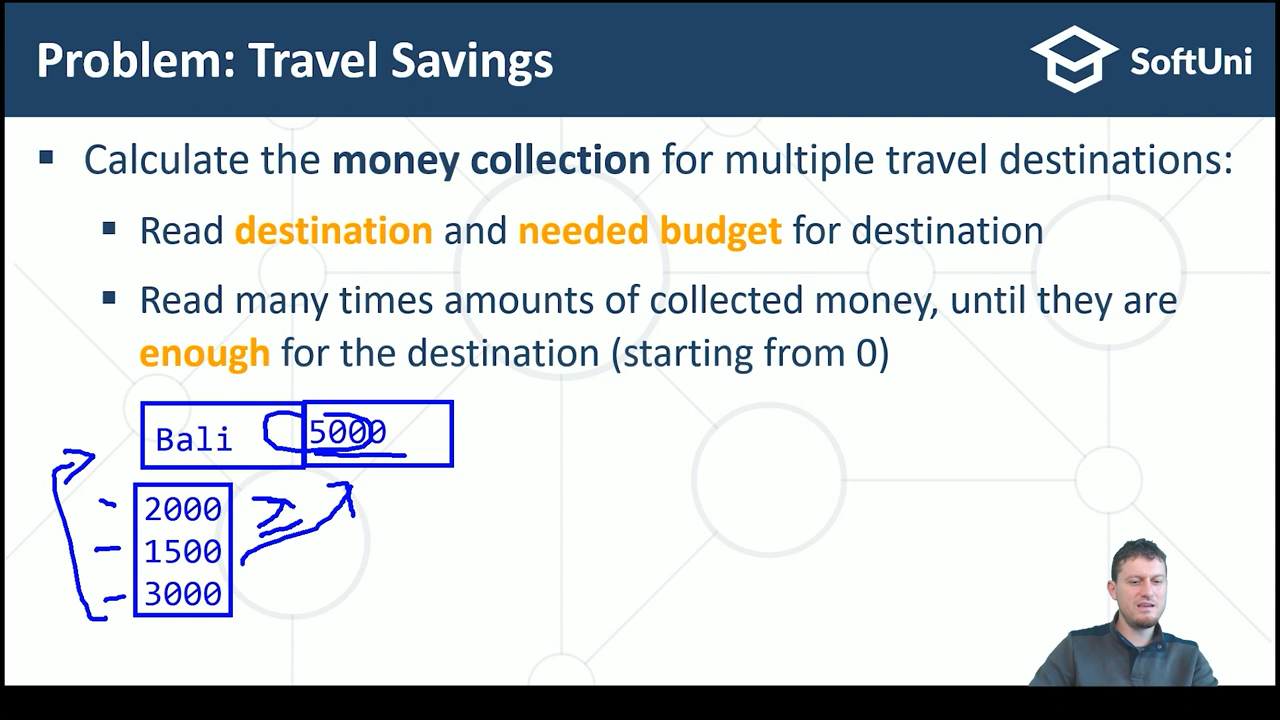 Problem: Travel Savings
SoftUni
▪ Calculate the money collection for multiple travel destinations:
▪ Read destination and needed budget for destination
▪ Read many times amounts of collected money, until they are
enough for the destination (starting from 0)
Bali 5000
2000 ≥
1500
3000